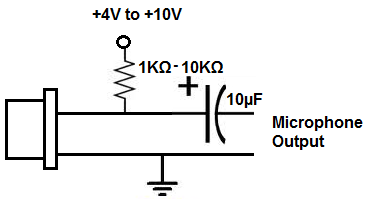 +4V to +10V
1KΩ - 10KΩ
+
10µF
Microphone
Output